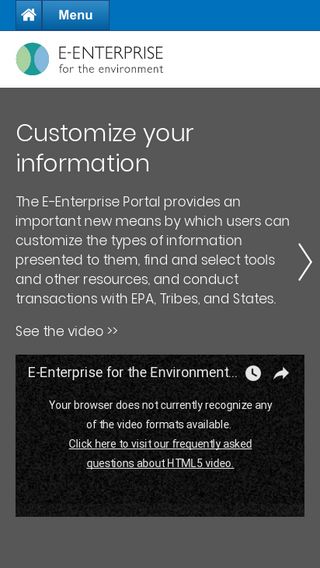 Menu
E-ENTERPRISE
for the environment
Customize your
information
The E-Enterprise Portal provides an
important new means by which users can
customize the types of information
presented to them, find and select tools
and other resources, and conduct
transactions with EPA, Tribes, and States.
See the video >>
E-Enterprise for the Environment...
Your browser does not currently recognize any
of the video formats available.
Click here to visit our frequently asked
questions about HTML5 video.